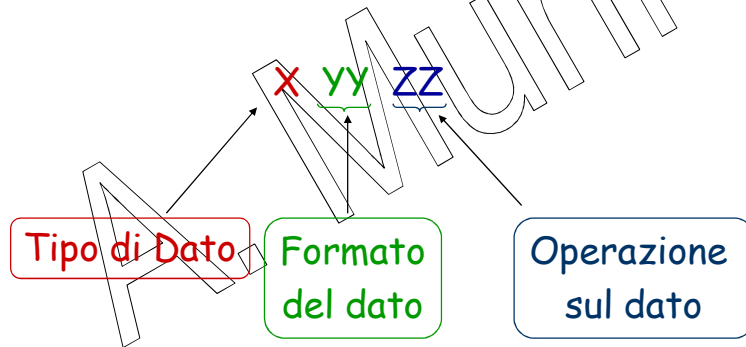 X YY ZZ
Tipo di Dato
Formato
del dato
Operazione
sul dato